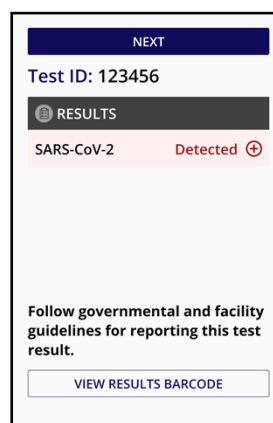 NEXT
Test ID: 123456
RESULTS
SARS-CoV-2 Detected
Follow governmental and facility
guidelines for reporting this test
result.
VIEW RESULTS BARCODE